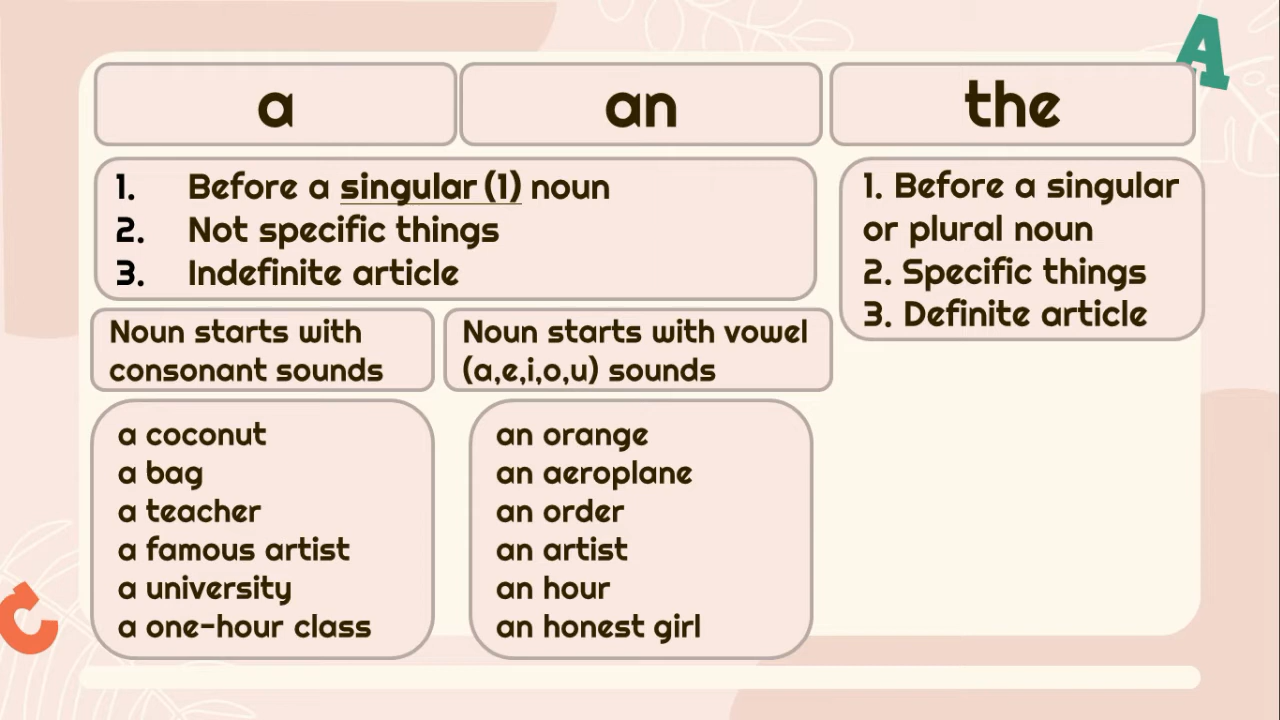 a
an
the
1. Before a singular (1) noun
2. Not specific things
3. Indefinite article
1. Before a singular
or plural noun
2. Specific things
3. Definite article
Noun starts with
consonant sounds
Noun starts with vowel
(a,e,i,o,u) sounds
a coconut
a bag
a teacher
a famous artist
a university
a one-hour class
an orange
an aeroplane
an order
an artist
an hour
an honest girl
A
C